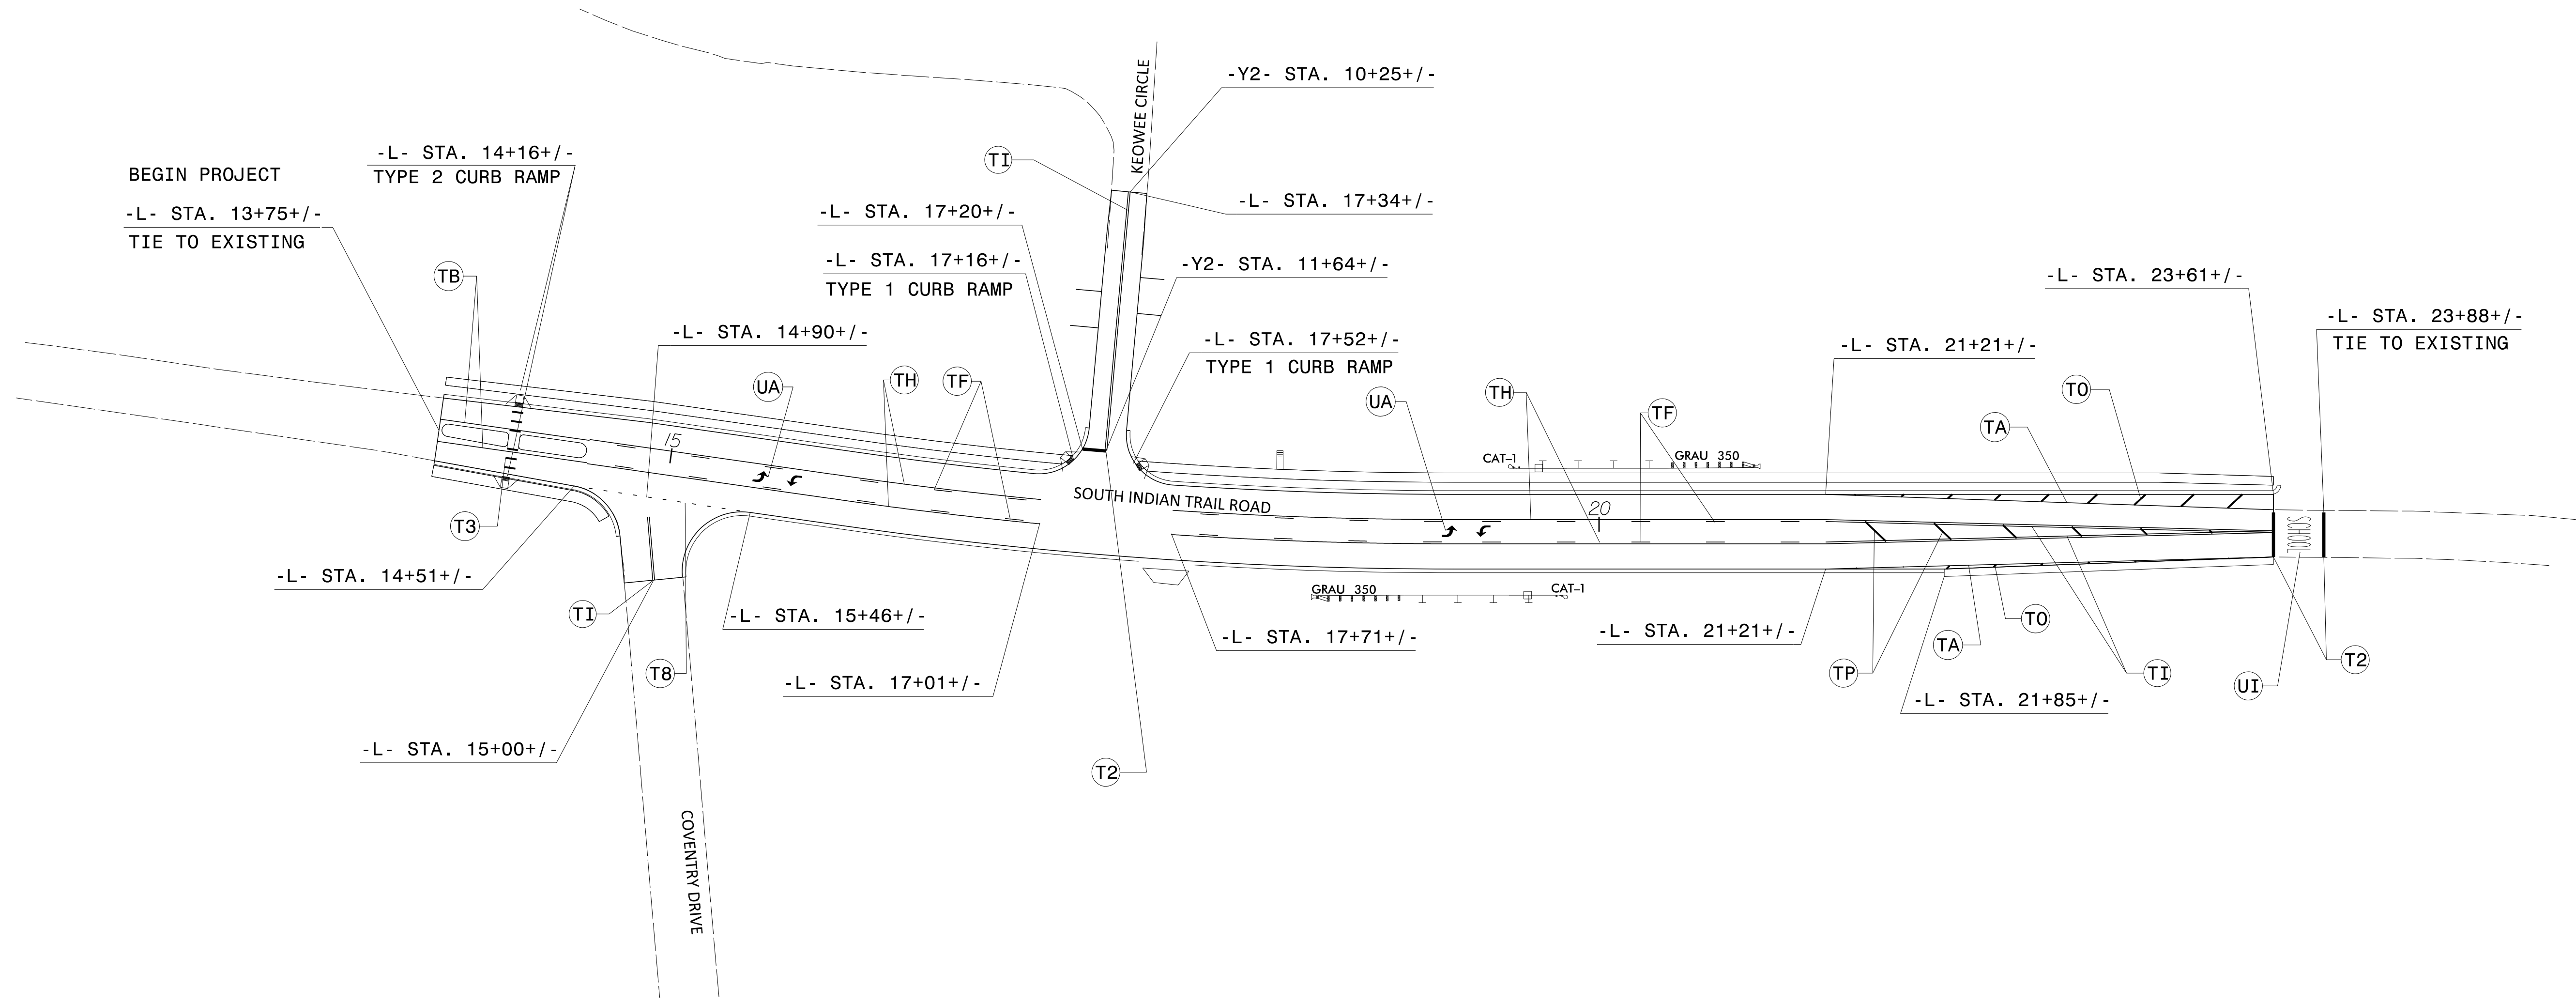 -Y2- STA. 10+25+/-
KEOWEE CIRCLE
-L- STA. 14+16+/-
TYPE 2 CURB RAMP
TI
BEGIN PROJECT
-L- STA. 13+75+/-
TIE TO EXISTING
-L- STA. 17+34+/-
-L- STA. 17+20+/-
-L- STA. 17+16+/-
TYPE 1 CURB RAMP
-Y2- STA. 11+64+/-
TB
-L- STA. 23+61+/-
-L- STA. 23+88+/-
TIE TO EXISTING
-L- STA. 14+90+/-
-L- STA. 17+52+/-
TYPE 1 CURB RAMP
-L- STA. 21+21+/-
UA
TH
TF
UA
TH
TF
TA
TO
15
CAT-1
GRAU 350
SOUTH INDIAN TRAIL ROAD
20
SCHOOL
T3
-L- STA. 14+51+/-
GRAU 350
CAT-1
TI
-L- STA. 15+46+/-
-L- STA. 17+71+/-
-L- STA. 21+21+/-
TA
TO
T8
-L- STA. 17+01+/-
TP
TI
T2
UI
-L- STA. 21+85+/-
-L- STA. 15+00+/-
T2
COVENTRY DRIVE